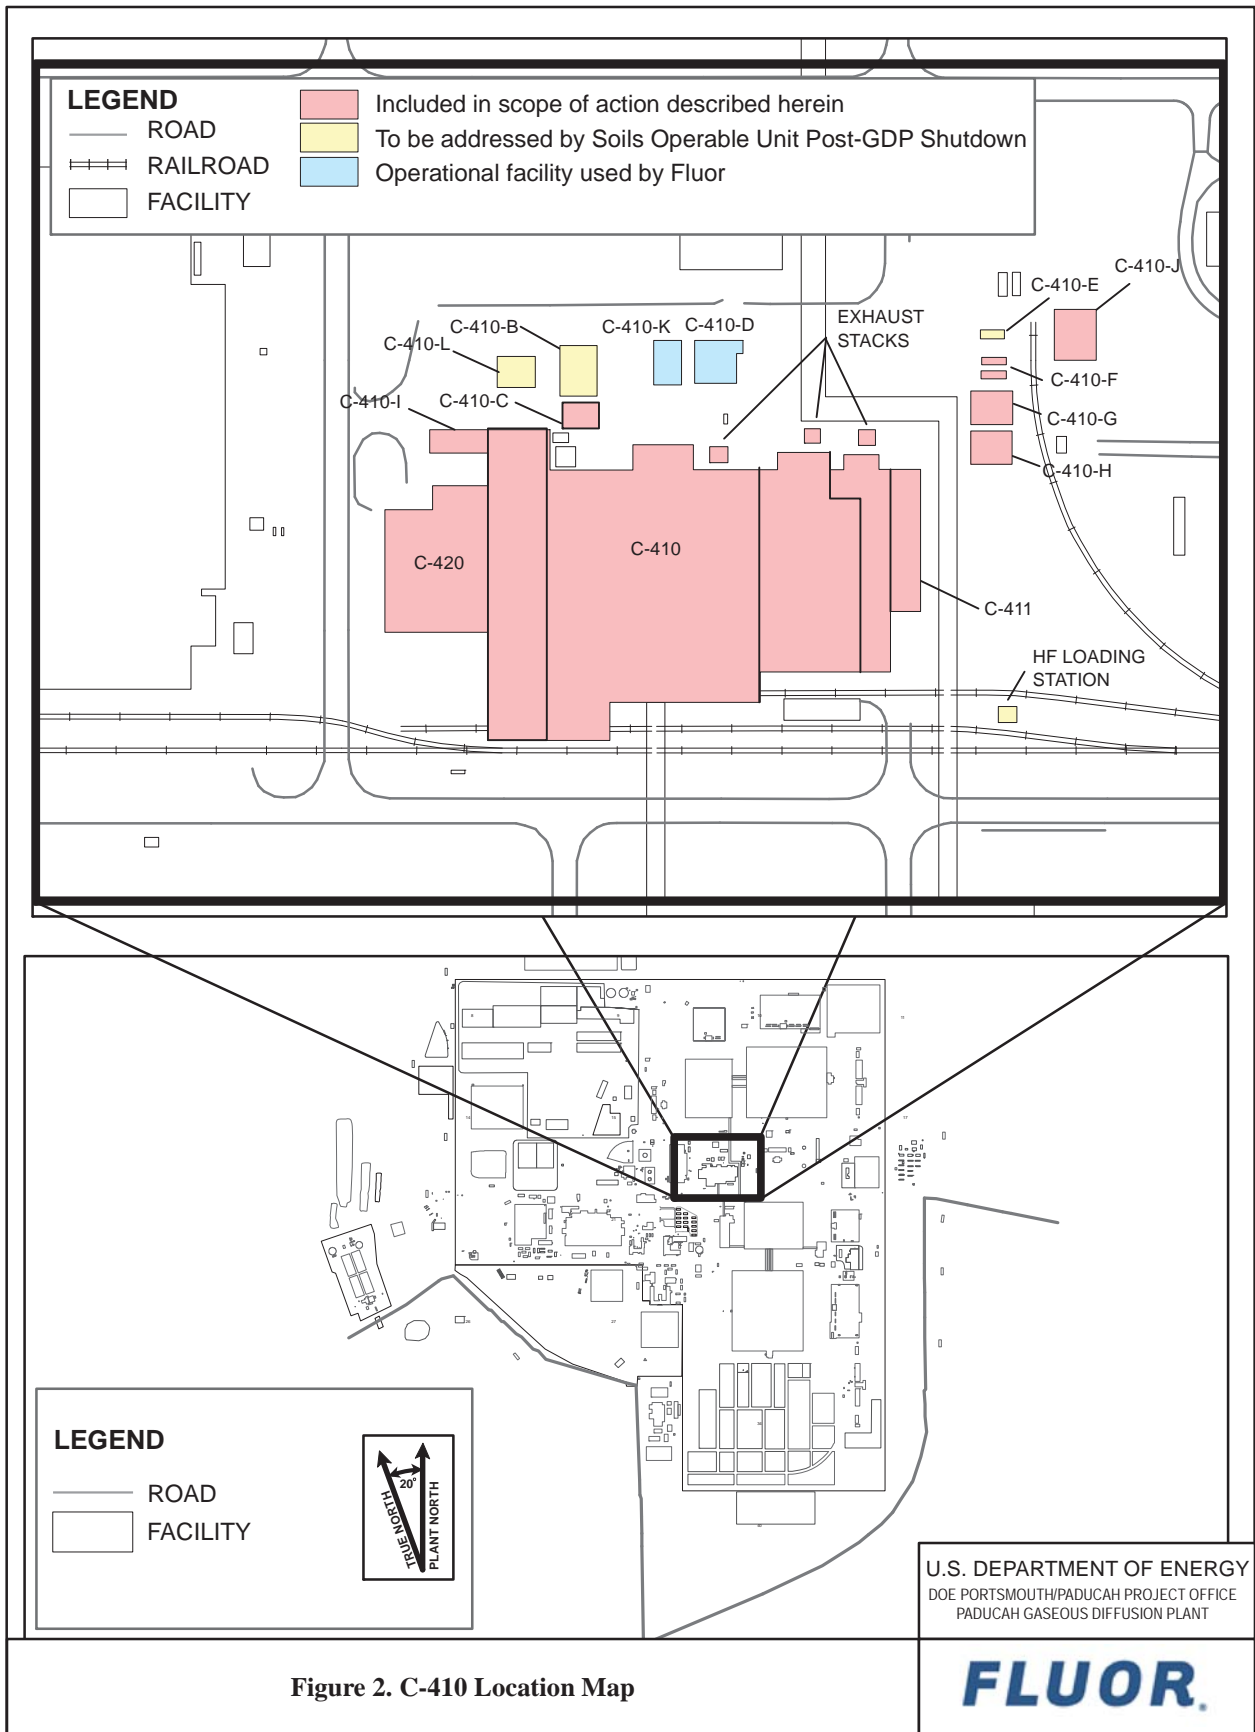 LEGEND
ROAD
RAILROAD
FACILITY
Included in scope of action described herein
To be addressed by Soils Operable Unit Post-GDP Shutdown
Operational facility used by Fluor
C-410-J
C-410-E
EXHAUST
STACKS
C-410-B
C-410-K
C-410-D
C-410-L
C-410-F
C-410-I
C-410-C
C-410-G
C-410-H
C-420
C-410
C-411
HF LOADING
STATION
LEGEND
ROAD
FACILITY
20°
TRUE NORTH
PLANT NORTH
U.S. DEPARTMENT OF ENERGY
DOE PORTSMOUTH/PADUCAH PROJECT OFFICE
PADUCAH GASEOUS DIFFUSION PLANT
Figure 2. C-410 Location Map
FLUOR.